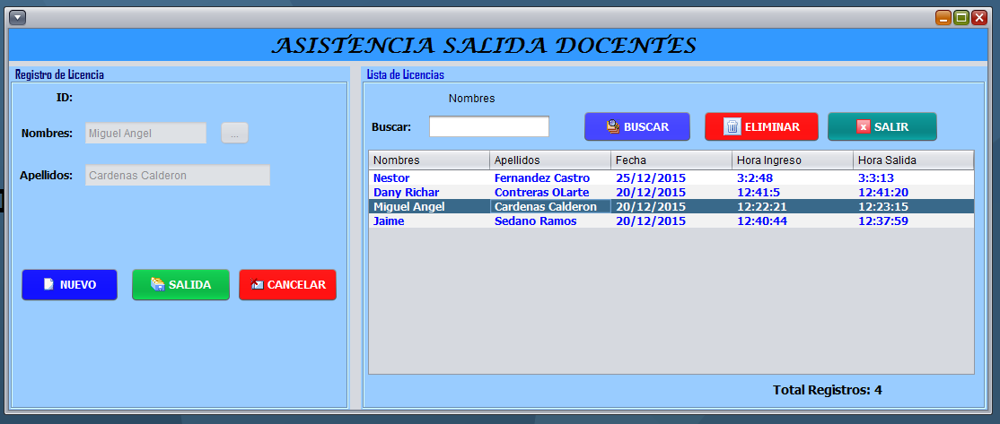 ASISTENCIA SALIDA DOCENTES
Registro de Licencia
ID:
Nombres: Miguel Angel ...
Apellidos: Cardenas Calderon
NUEVO SALIDA CANCELAR
Lista de Licencias
Nombres
Buscar: BUSCAR ELIMINAR SALIR
Nombres Apellidos Fecha Hora Ingreso Hora Salida
Nestor Fernandez Castro 25/12/2015 3:2:48 3:3:13
Dany Richar Contreras OLarte 20/12/2015 12:41:5 12:41:20
Miguel Angel Cardenas Calderon 20/12/2015 12:22:21 12:23:15
Jaime Sedano Ramos 20/12/2015 12:40:44 12:37:59
Total Registros: 4